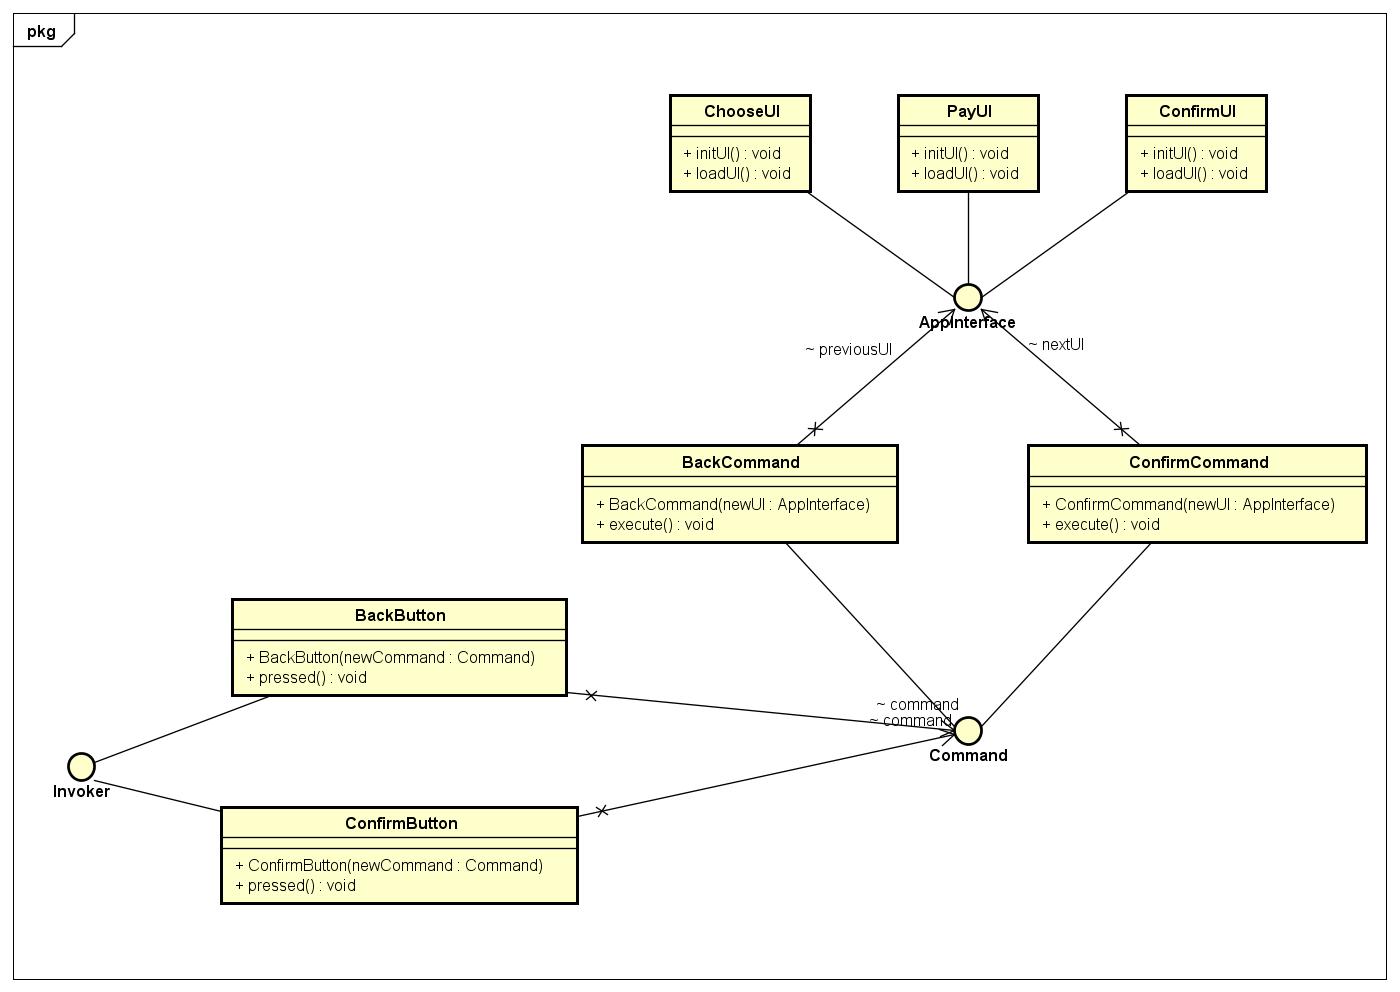 pkg
ChooseUI
+ initUI() : void
+ loadUI() : void
PayUI
+ initUI() : void
+ loadUI() : void
ConfirmUI
+ initUI() : void
+ loadUI() : void
AppInterface
~ previousUI
~ nextUI
BackCommand
+ BackCommand(newUI : AppInterface)
+ execute() : void
ConfirmCommand
+ ConfirmCommand(newUI : AppInterface)
+ execute() : void
BackButton
+ BackButton(newCommand : Command)
+ pressed() : void
~ command
~ command
Command
Invoker
ConfirmButton
+ ConfirmButton(newCommand : Command)
+ pressed() : void